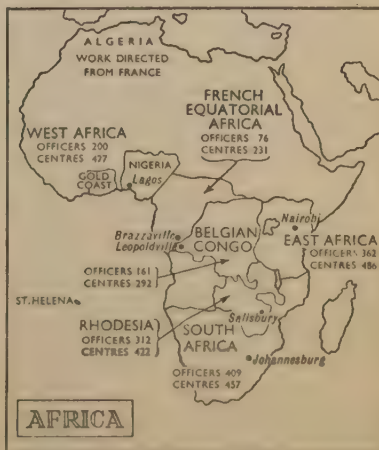 ALGERIA
WORK DIRECTED
FROM FRANCE
FRENCH
EQUATORIAL
AFRICA
OFFICERS 76
CENTRES 231
WEST AFRICA
OFFICERS 200
CENTRES 427
NIGERIA
GOLD
COAST
Lagos
Brazzaville
Leopoldville
BELGIAN
CONGO
Nairobi
EAST AFRICA
OFFICERS 362
CENTRES 486
OFFICERS 161
CENTRES 292
ST. HELENA
RHODESIA
OFFICERS 312
CENTRES 422
Salisbury
SOUTH
AFRICA
Johannesburg
OFFICERS 409
CENTRES 457
AFRICA